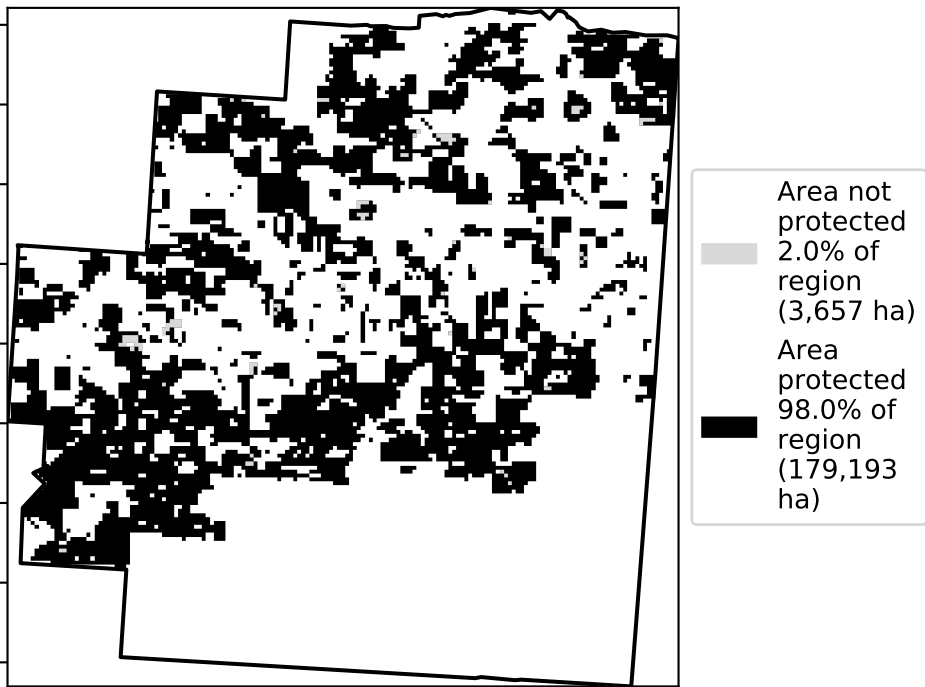 Area not
protected
2.0% of
region
(3,657 ha)
Area
protected
98.0% of
region
(179,193
ha)